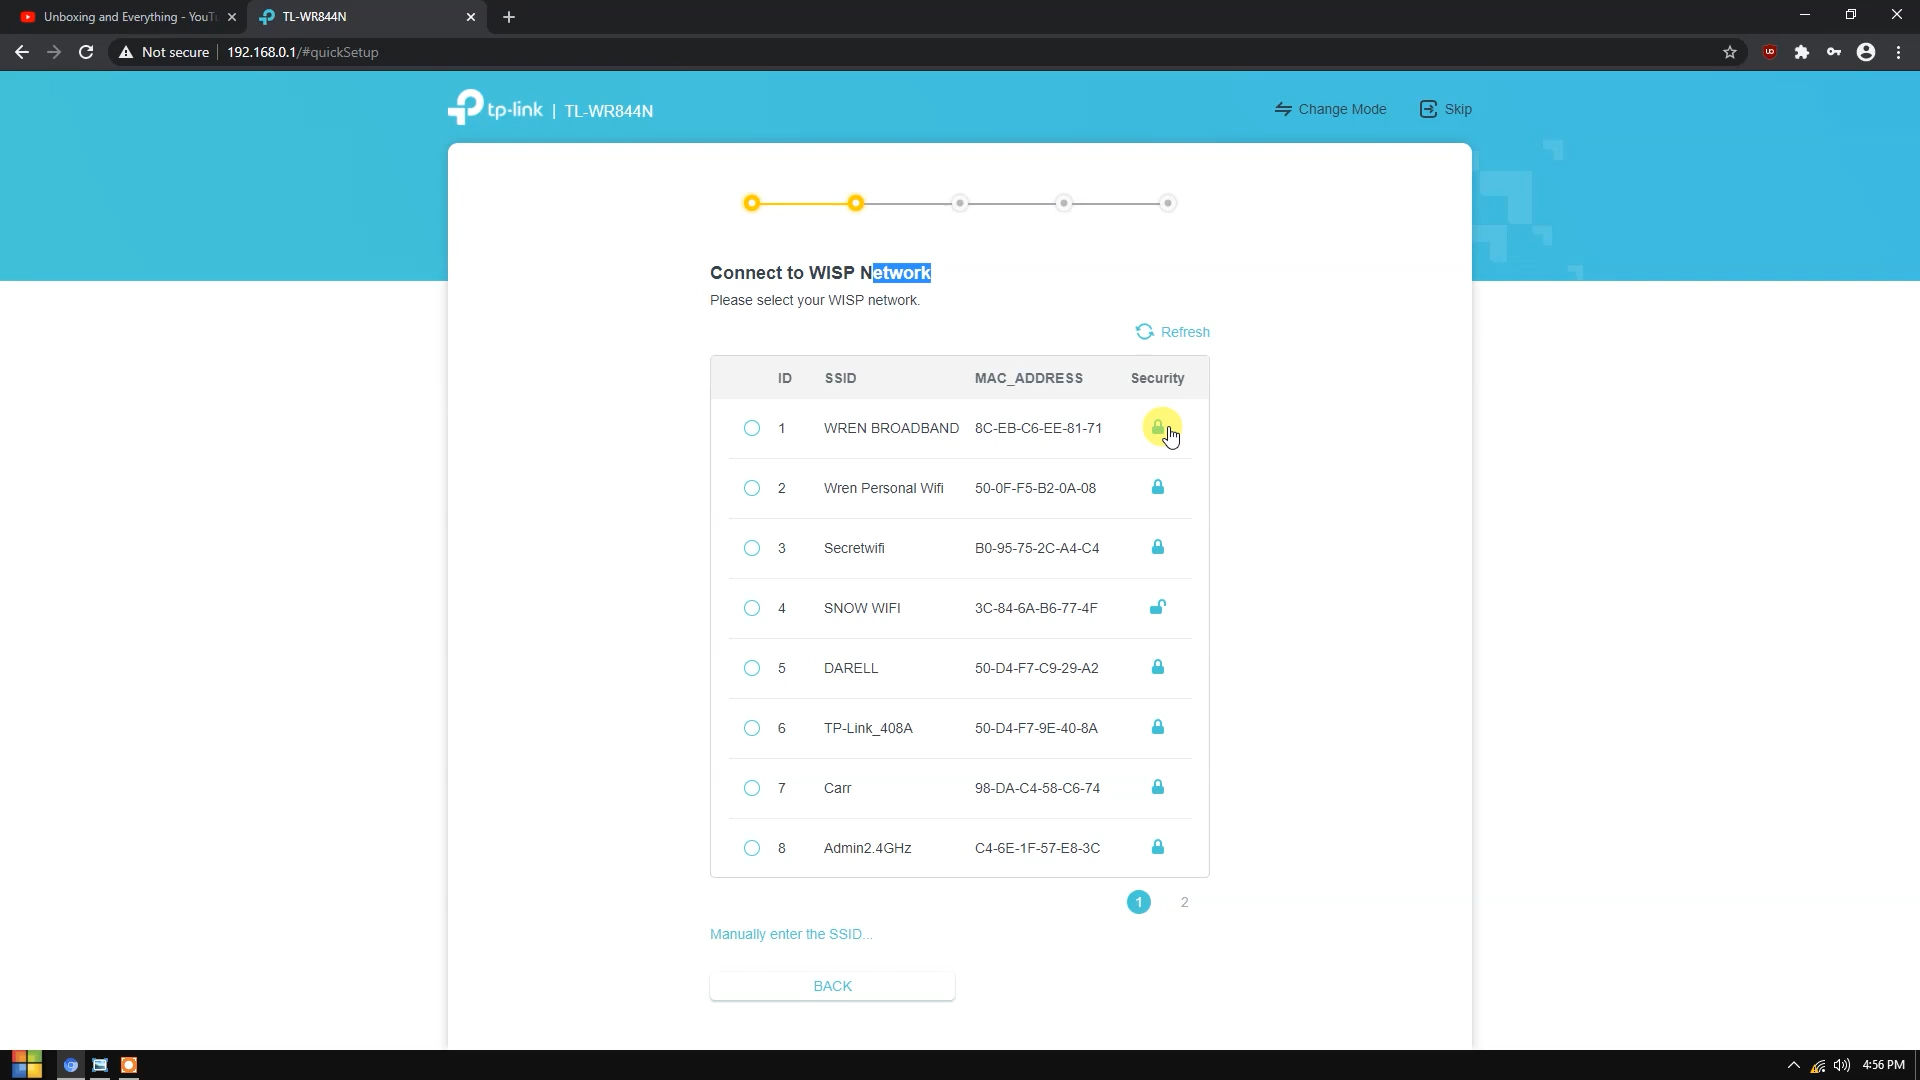 Unboxing and Everything - YouTu
TL-WR844N
Not secure
192.168.0.1/#quickSetup
tp-link | TL-WR844N
Change Mode
Skip
Connect to WISP Network
Please select your WISP network.
Refresh
ID SSID MAC_ADDRESS Security
1 WREN BROADBAND 8C-EB-C6-EE-81-71
2 Wren Personal Wifi 50-0F-F5-B2-0A-08
3 Secretwifi B0-95-75-2C-A4-C4
4 SNOW WIFI 3C-84-6A-B6-77-4F
5 DARELL 50-D4-F7-C9-29-A2
6 TP-Link_408A 50-D4-F7-9E-40-8A
7 Carr 98-DA-C4-58-C6-74
8 Admin2.4GHz C4-6E-1F-57-E8-3C
1 2
Manually enter the SSID...
BACK
4:56 PM